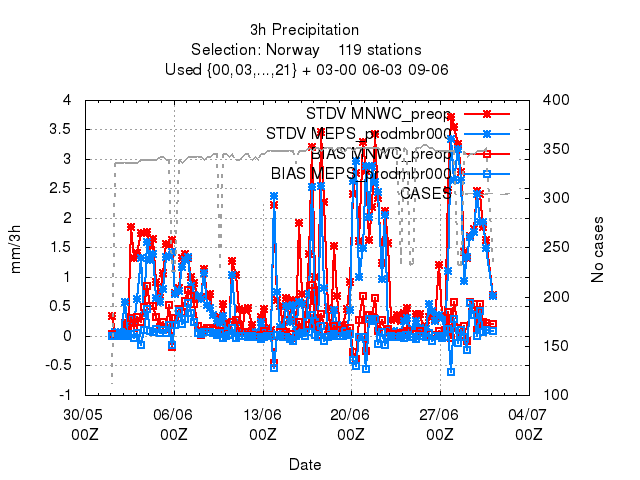 3h Precipitation
Selection: Norway 119 stations
Used {00,03,...,21} + 03-00 06-03 09-06
4 400
STDV MNWC_preop
3.5 STDV MEPS_prodmbr000 350
3 BIAS MNWC_preop
BIAS MEPS_prodmbr000
2.5 CASES 300
2
1.5 250
1
0.5 200
0
-0.5 150
-1 100
mm/3h
No cases
30/05 06/06 13/06 20/06 27/06 04/07
00Z 00Z 00Z 00Z 00Z 00Z
Date